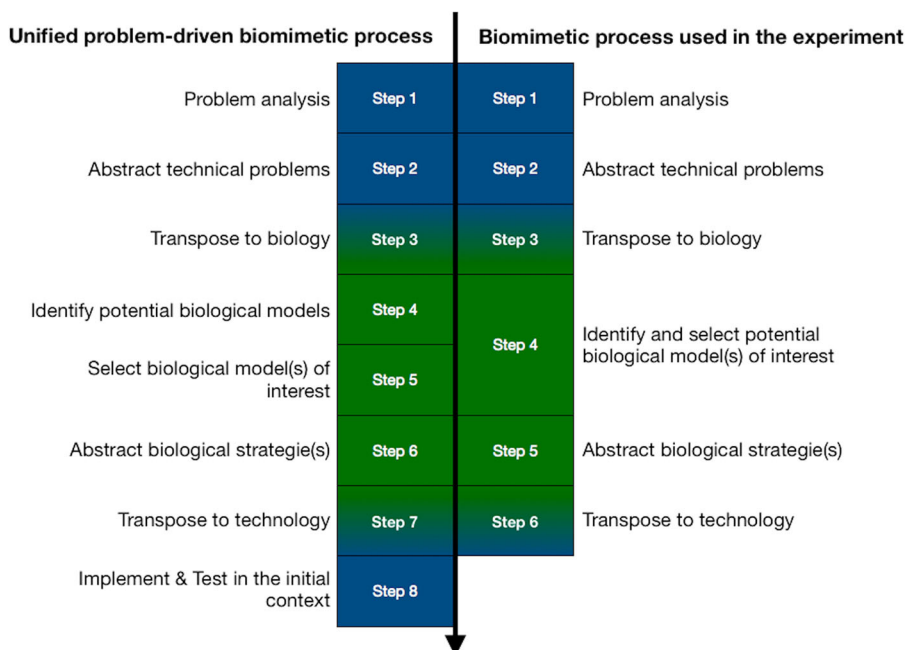 Unified problem-driven biomimetic process
Biomimetic process used in the experiment
Problem analysis
Step 1
Step 1
Problem analysis
Abstract technical problems
Step 2
Step 2
Abstract technical problems
Transpose to biology
Step 3
Step 3
Transpose to biology
Identify potential biological models
Step 4
Step 4
Identify and select potential
biological model(s) of interest
Select biological model(s) of
interest
Step 5
Abstract biological strategie(s)
Step 6
Step 5
Abstract biological strategie(s)
Transpose to technology
Step 7
Step 6
Transpose to technology
Implement & Test in the initial
context
Step 8